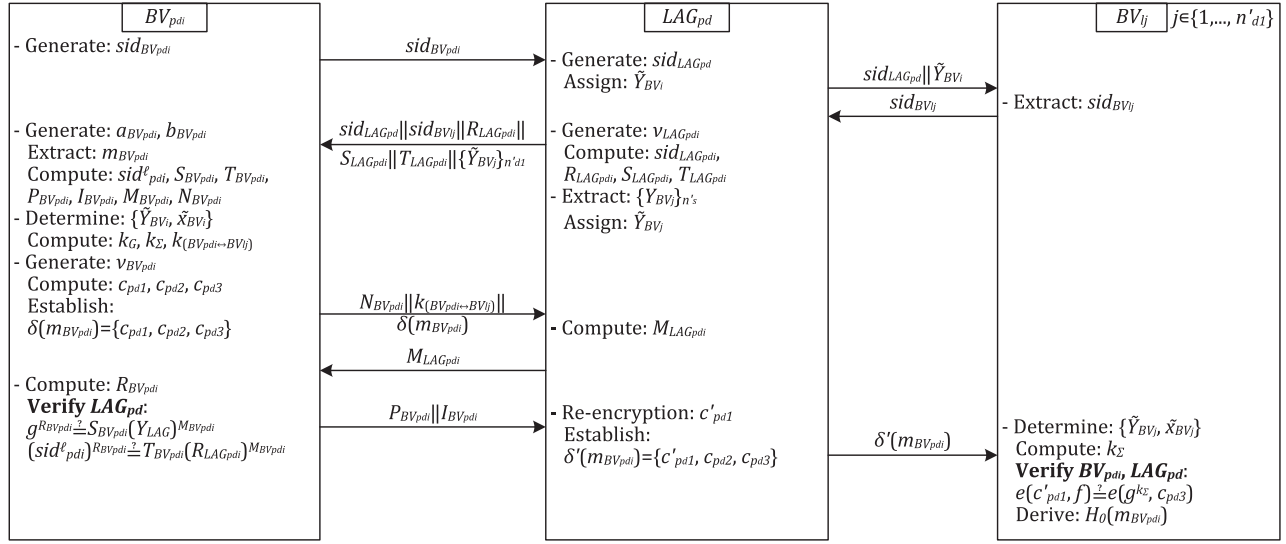 BV_pdi
- Generate: sid_BVpdi
- Generate: a_BVpdi, b_BVpdi
Extract: m_BVpdi
Compute: sid^ℓ_pdi, S_BVpdi, T_BVpdi,
P_BVpdi, I_BVpdi, M_BVpdi, N_BVpdi
- Determine: {Ỹ_BVi, x̃_BVi}
Compute: k_G, k_Σ, k_(BVpdi↔BVlj)
- Generate: ν_BVpdi
Compute: c_pd1, c_pd2, c_pd3
Establish:
δ(m_BVpdi)={c_pd1, c_pd2, c_pd3}
- Compute: R_BVpdi
Verify LAG_pd:
g^R_BVpdi ≟ S_BVpdi(Y_LAG)^M_BVpdi
(sid^ℓ_pdi)^R_BVpdi ≟ T_BVpdi(R_LAGpdi)^M_BVpdi
sid_BVpdi
sid_LAGpd||sid_BVlj||R_LAGpdi||
S_LAGpdi||T_LAGpdi||{Ỹ_BVj}_n'd1
N_BVpdi||k_(BVpdi↔BVlj)||
δ(m_BVpdi)
M_LAGpdi
P_BVpdi||I_BVpdi
LAG_pd
- Generate: sid_LAGpd
Assign: Ỹ_BVi
- Generate: ν_LAGpdi
Compute: sid_LAGpdi,
R_LAGpdi, S_LAGpdi, T_LAGpdi
- Extract: {Y_BVj}_n's
Assign: Ỹ_BVj
- Compute: M_LAGpdi
- Re-encryption: c'_pd1
Establish:
δ'(m_BVpdi)={c'_pd1, c_pd2, c_pd3}
sid_LAGpd||Ỹ_BVi
sid_BVlj
δ'(m_BVpdi)
BV_lj j∈{1,..., n'_d1}
- Extract: sid_BVlj
- Determine: {Ỹ_BVj, x̃_BVj}
Compute: k_Σ
Verify BV_pdi, LAG_pd:
e(c'_pd1, f) ≟ e(g^k_Σ, c_pd3)
Derive: H_0(m_BVpdi)